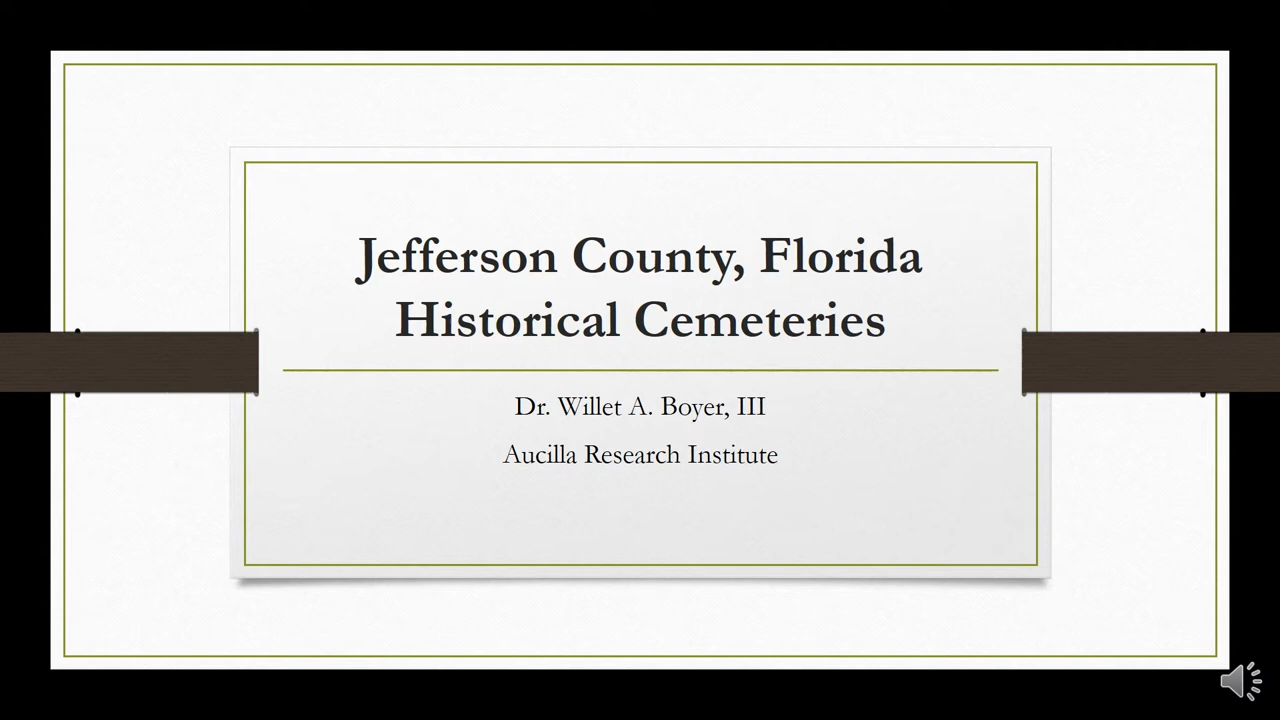 Jefferson County, Florida
Historical Cemeteries
Dr. Willet A. Boyer, III
Aucilla Research Institute